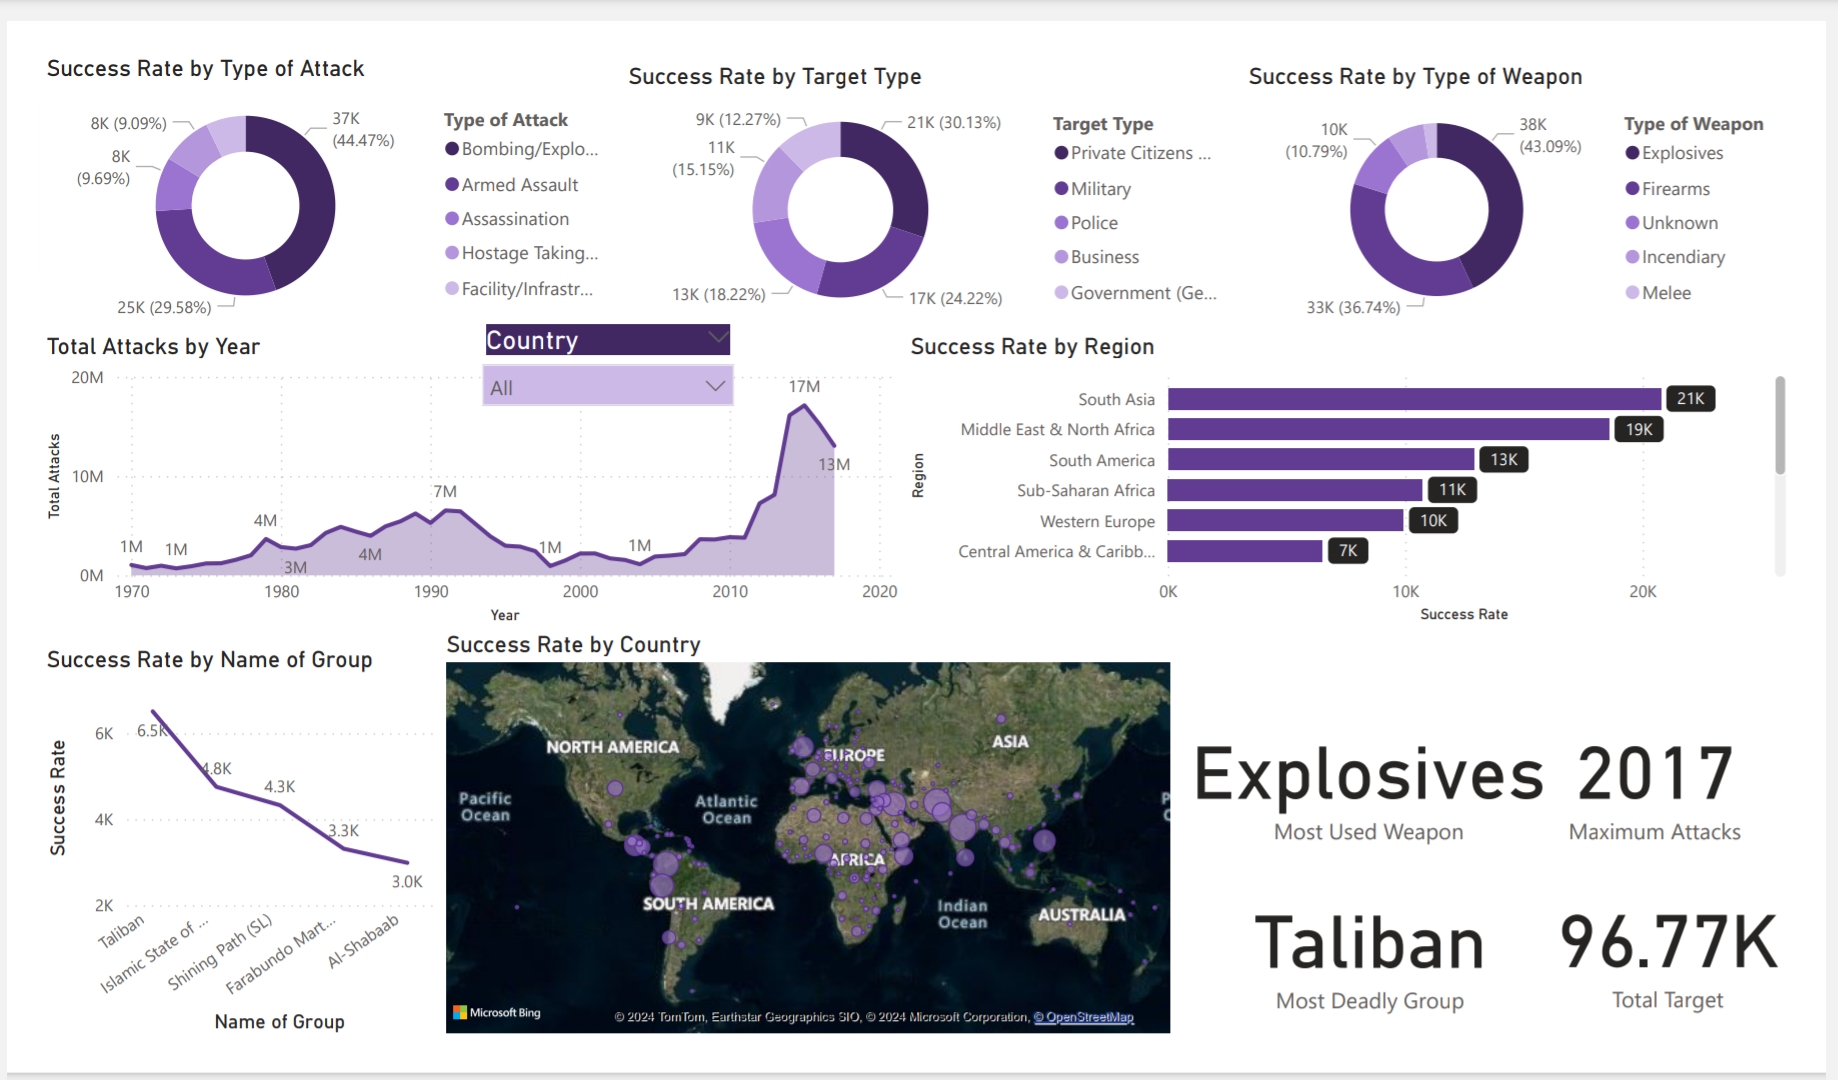 Success Rate by Type of Attack
8K (9.09%)
37K
(44.47%)
8K
(9.69%)
25K (29.58%)
Type of Attack
Bombing/Explo...
Armed Assault
Assassination
Hostage Taking...
Facility/Infrastr...
Success Rate by Target Type
9K (12.27%)
21K (30.13%)
11K
(15.15%)
13K (18.22%)
17K (24.22%)
Target Type
Private Citizens ...
Military
Police
Business
Government (Ge...
Success Rate by Type of Weapon
10K
(10.79%)
38K
(43.09%)
33K (36.74%)
Type of Weapon
Explosives
Firearms
Unknown
Incendiary
Melee
Total Attacks by Year
Country
All
Total Attacks
20M
10M
0M
1M
1M
4M
3M
4M
7M
1M
1M
17M
13M
1970
1980
1990
2000
2010
2020
Year
Success Rate by Region
Region
South Asia
21K
Middle East & North Africa
19K
South America
13K
Sub-Saharan Africa
11K
Western Europe
10K
Central America & Caribb...
7K
0K
10K
20K
Success Rate
Success Rate by Name of Group
Success Rate
6K
4K
2K
6.5K
4.8K
4.3K
3.3K
3.0K
Taliban
Islamic State of ...
Shining Path (SL)
Farabundo Mart...
Al-Shabaab
Name of Group
Success Rate by Country
NORTH AMERICA
EUROPE
ASIA
Pacific
Ocean
Atlantic
Ocean
AFRICA
SOUTH AMERICA
Indian
Ocean
AUSTRALIA
Microsoft Bing
© 2024 TomTom, Earthstar Geographics SIO, © 2024 Microsoft Corporation, © OpenStreetMap
Explosives
Most Used Weapon
2017
Maximum Attacks
Taliban
Most Deadly Group
96.77K
Total Target